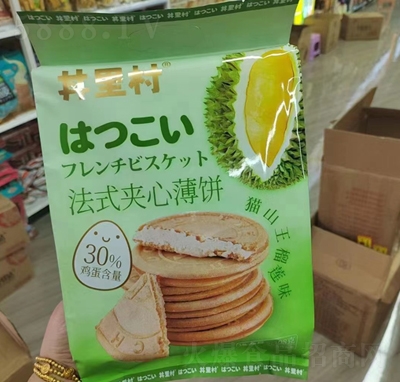 井里村®
はつこい
フレンチビスケット
法式夹心薄饼
猫山王榴莲味
30%
鸡蛋含量